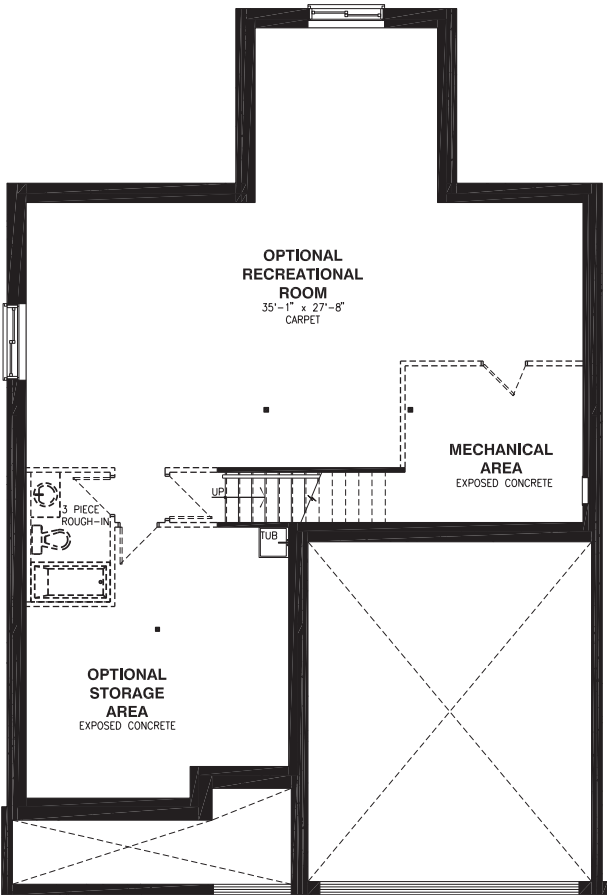 OPTIONAL
RECREATIONAL
ROOM
35'-1" x 27'-8"
CARPET
MECHANICAL
AREA
EXPOSED CONCRETE
UP
3 PIECE
ROUGH-IN
TUB
OPTIONAL
STORAGE
AREA
EXPOSED CONCRETE